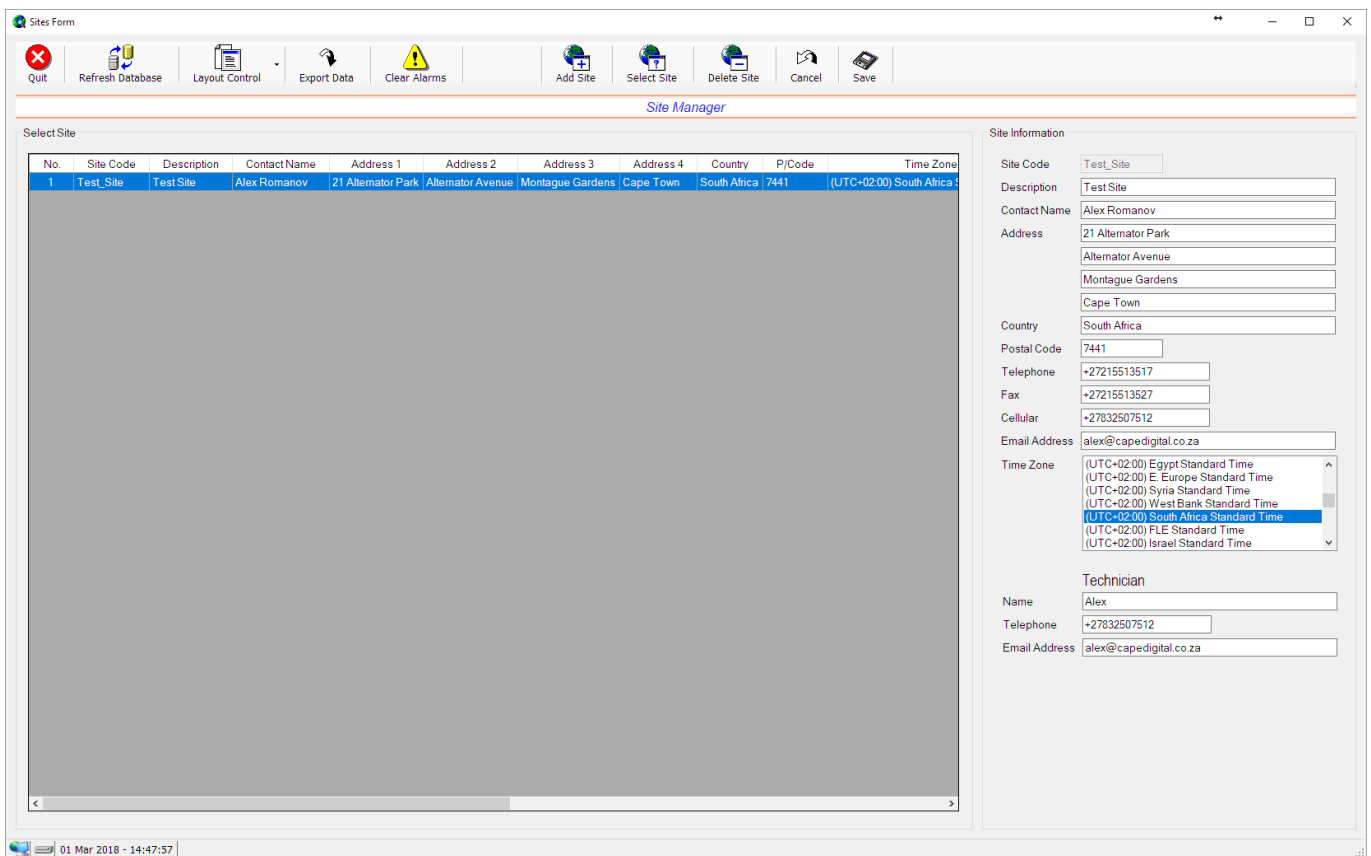 Sites Form
Quit Refresh Database Layout Control Export Data Clear Alarms Add Site Select Site Delete Site Cancel Save
Site Manager
Select Site
No. Site Code Description Contact Name Address 1 Address 2 Address 3 Address 4 Country P/Code Time Zone
1 Test_Site Test Site Alex Romanov 21 Alternator Park Alternator Avenue Montague Gardens Cape Town South Africa 7441 (UTC+02:00) South Africa S
Site Information
Site Code Test_Site
Description Test Site
Contact Name Alex Romanov
Address 21 Alternator Park
Alternator Avenue
Montague Gardens
Cape Town
Country South Africa
Postal Code 7441
Telephone +27215513517
Fax +27215513527
Cellular +27832507512
Email Address alex@capedigital.co.za
Time Zone (UTC+02:00) Egypt Standard Time
(UTC+02:00) E. Europe Standard Time
(UTC+02:00) Syria Standard Time
(UTC+02:00) West Bank Standard Time
(UTC+02:00) South Africa Standard Time
(UTC+02:00) FLE Standard Time
(UTC+02:00) Israel Standard Time
Technician
Name Alex
Telephone +27832507512
Email Address alex@capedigital.co.za
01 Mar 2018 - 14:47:57